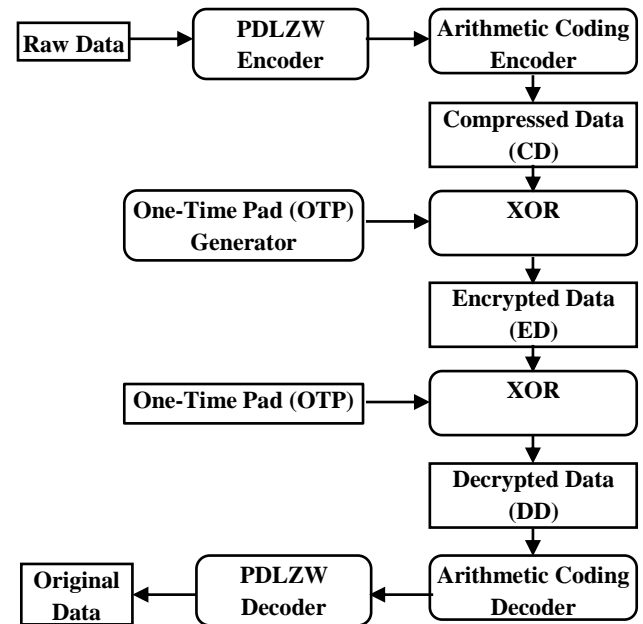 Raw Data
PDLZW
Encoder
Arithmetic Coding
Encoder
Compressed Data
(CD)
One-Time Pad (OTP)
Generator
XOR
Encrypted Data
(ED)
One-Time Pad (OTP)
XOR
Decrypted Data
(DD)
Original
Data
PDLZW
Decoder
Arithmetic Coding
Decoder